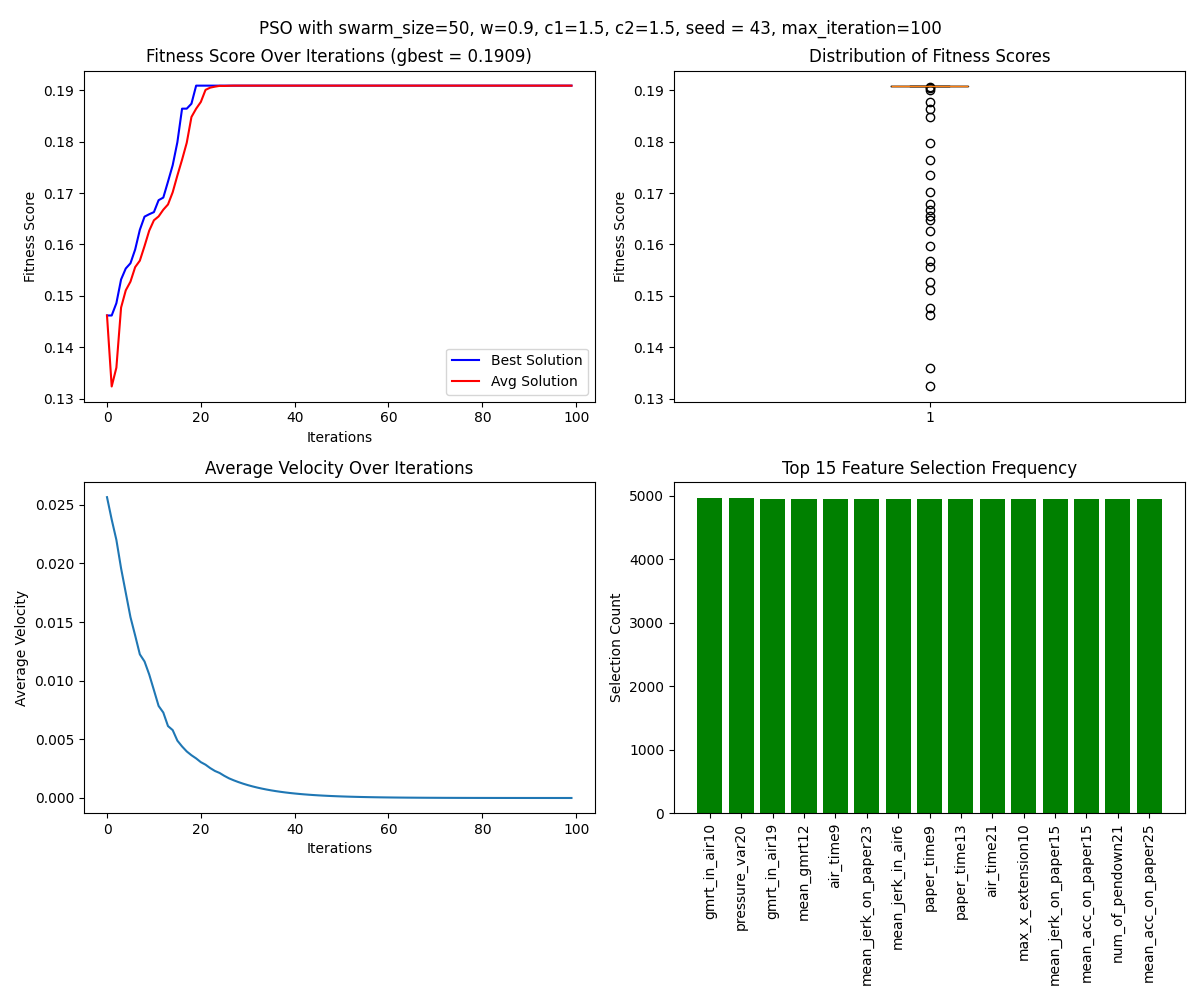 PSO with swarm_size=50, w=0.9, c1=1.5, c2=1.5, seed = 43, max_iteration=100
Fitness Score Over Iterations (gbest = 0.1909)
Fitness Score
0.19
0.18
0.17
0.16
0.15
0.14
0.13
Best Solution
Avg Solution
0 20 40 60 80 100
Iterations
Distribution of Fitness Scores
Fitness Score
0.19
0.18
0.17
0.16
0.15
0.14
0.13
1
Average Velocity Over Iterations
Average Velocity
0.025
0.020
0.015
0.010
0.005
0.000
0 20 40 60 80 100
Iterations
Top 15 Feature Selection Frequency
Selection Count
5000
4000
3000
2000
1000
0
gmrt_in_air10
pressure_var20
gmrt_in_air19
mean_gmrt12
air_time9
mean_jerk_on_paper23
mean_jerk_in_air6
paper_time9
paper_time13
air_time21
max_x_extension10
mean_jerk_on_paper15
mean_acc_on_paper15
num_of_pendown21
mean_acc_on_paper25